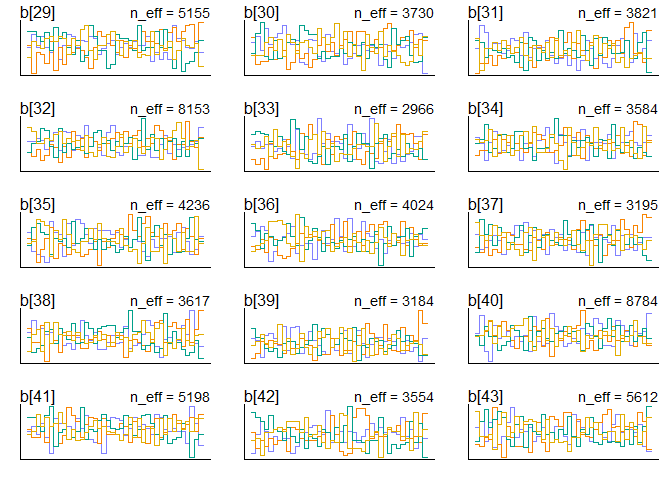 b[29] n_eff = 5155 b[30] n_eff = 3730 b[31] n_eff = 3821
b[32] n_eff = 8153 b[33] n_eff = 2966 b[34] n_eff = 3584
b[35] n_eff = 4236 b[36] n_eff = 4024 b[37] n_eff = 3195
b[38] n_eff = 3617 b[39] n_eff = 3184 b[40] n_eff = 8784
b[41] n_eff = 5198 b[42] n_eff = 3554 b[43] n_eff = 5612